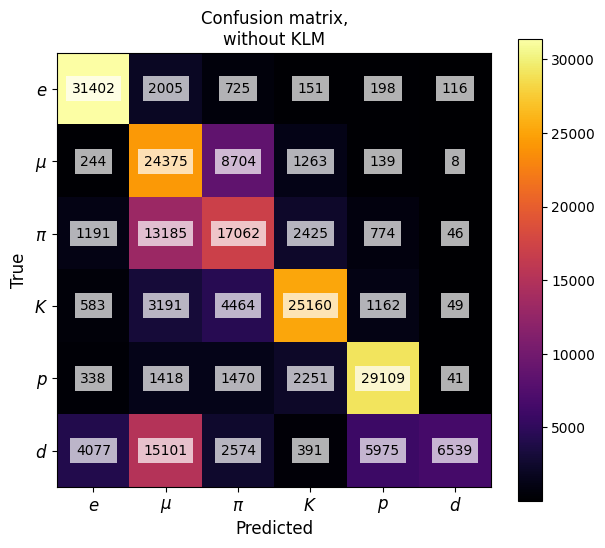 Confusion matrix,
without KLM
True
e 31402 2005 725 151 198 116
μ 244 24375 8704 1263 139 8
π 1191 13185 17062 2425 774 46
K 583 3191 4464 25160 1162 49
p 338 1418 1470 2251 29109 41
d 4077 15101 2574 391 5975 6539
e μ π K p d
Predicted
30000
25000
20000
15000
10000
5000